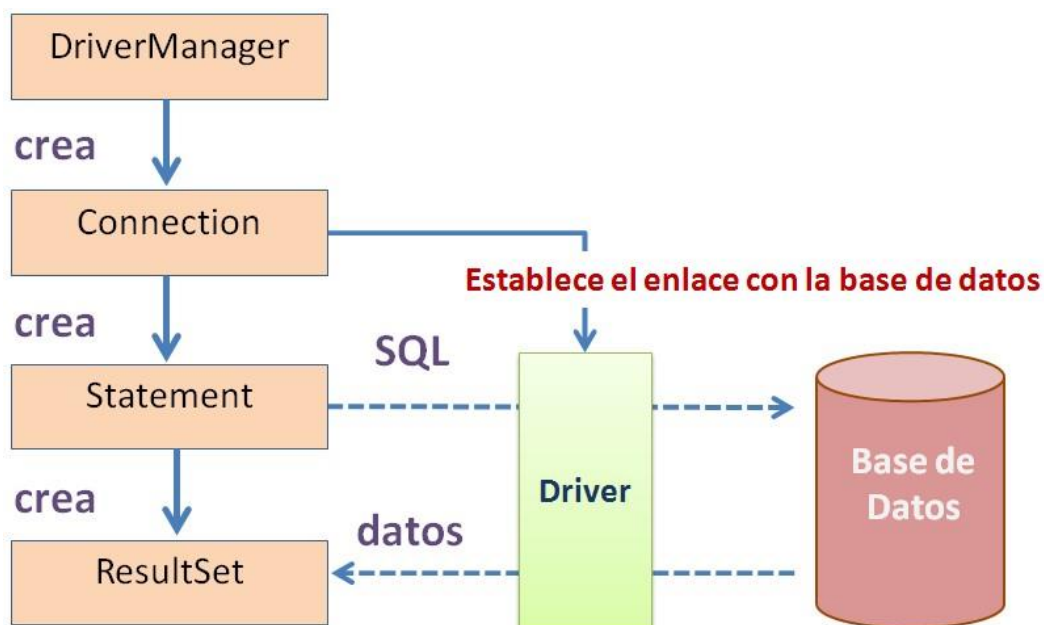 DriverManager
crea
Connection
Establece el enlace con la base de datos
crea
SQL
Statement
Base de
Datos
Driver
crea
datos
ResultSet